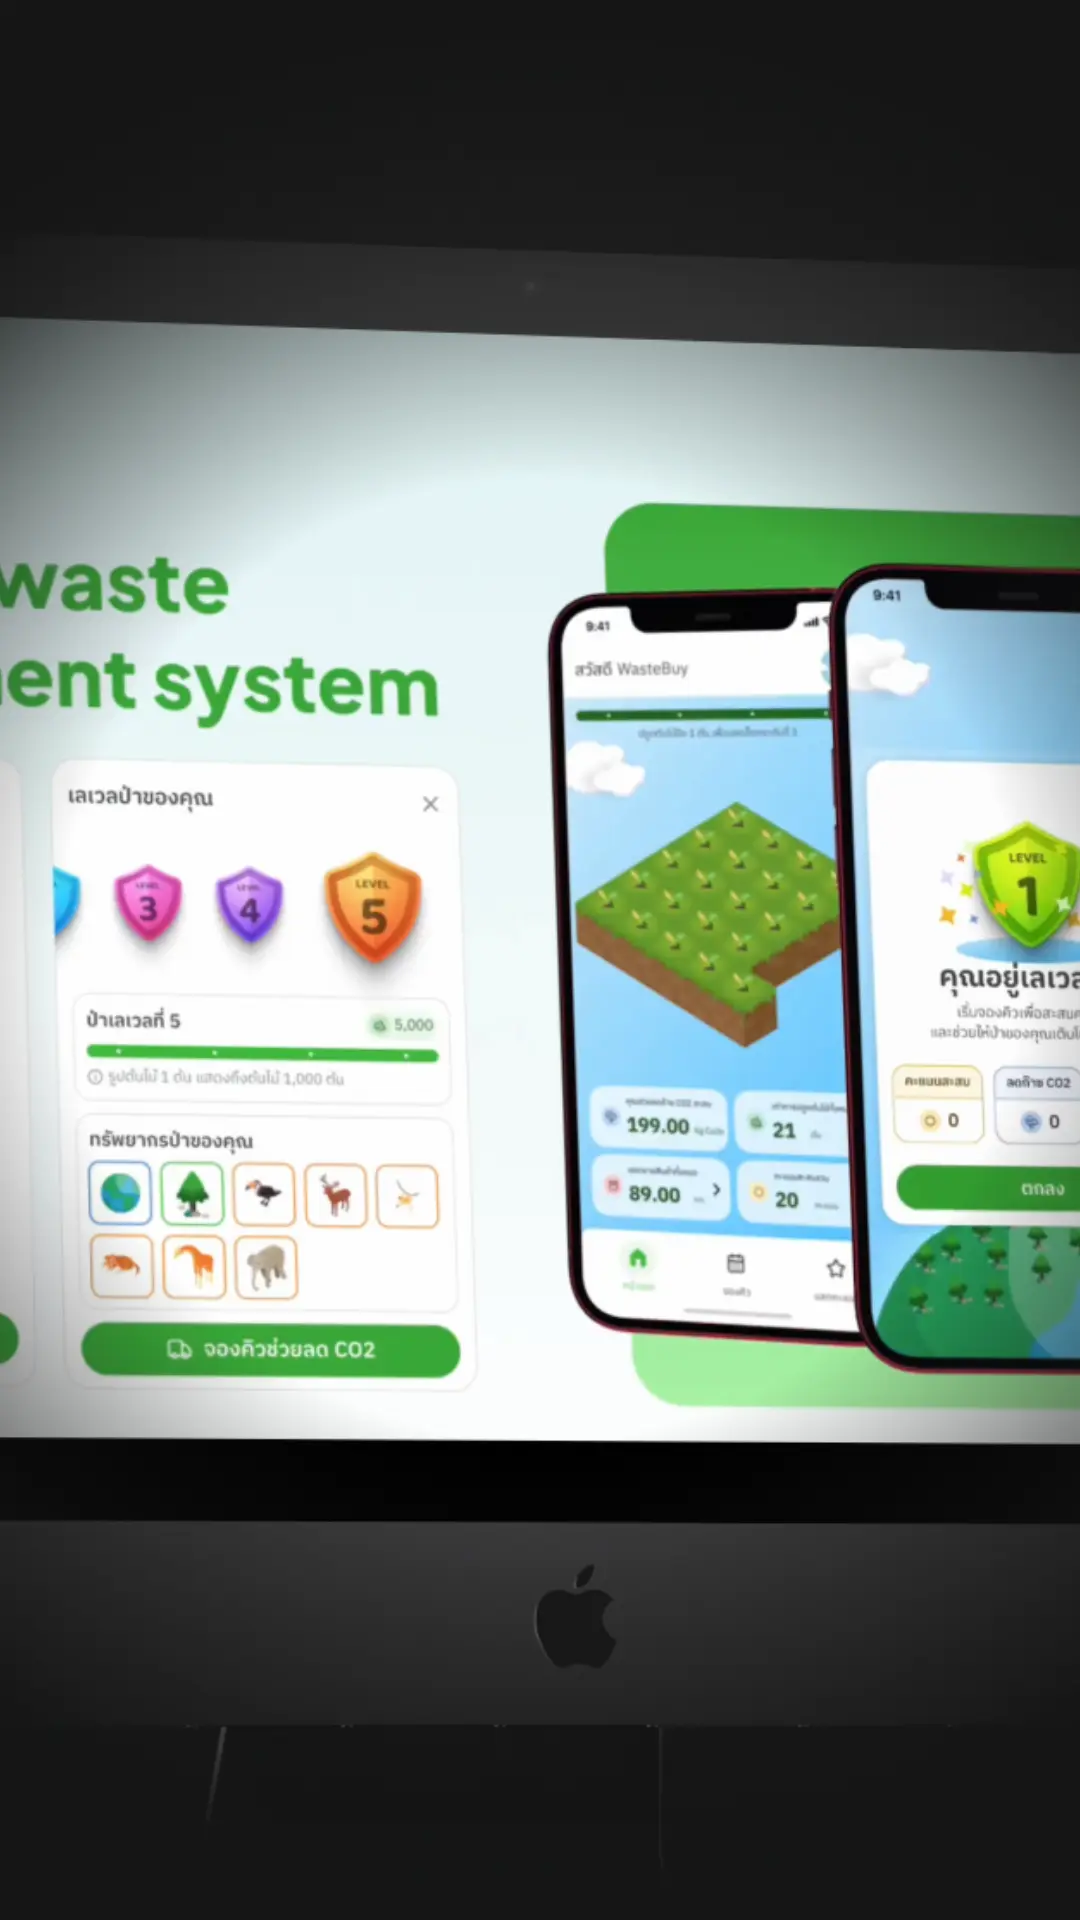 waste
ent system
เลเวลป่าของคุณ
LEVEL
3
LEVEL
4
LEVEL
5
ป่าเลเวลที่ 5
5,000
รูปต้นไม้ 1 ต้น แสดงถึงต้นไม้ 1,000 ต้น
ทรัพยากรป่าของคุณ
จองคิวช่วยลด CO2
9:41
สวัสดี WasteBuy
199.00
21
89.00
20
9:41
LEVEL
1
คุณอยู่เลเวล
เริ่มจองคิวเพื่อสะสมค
และช่วยให้ป่าของคุณเติบโ
คะแนนสะสม
0
ลดก๊าซ CO2
0
ตกลง